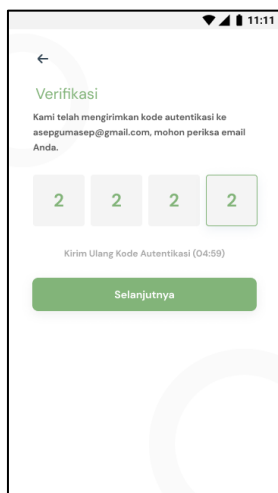 11:11
Verifikasi
Kami telah mengirimkan kode autentikasi ke
asepgumasep@gmail.com, mohon periksa email
Anda.
2 2 2 2
Kirim Ulang Kode Autentikasi (04:59)
Selanjutnya